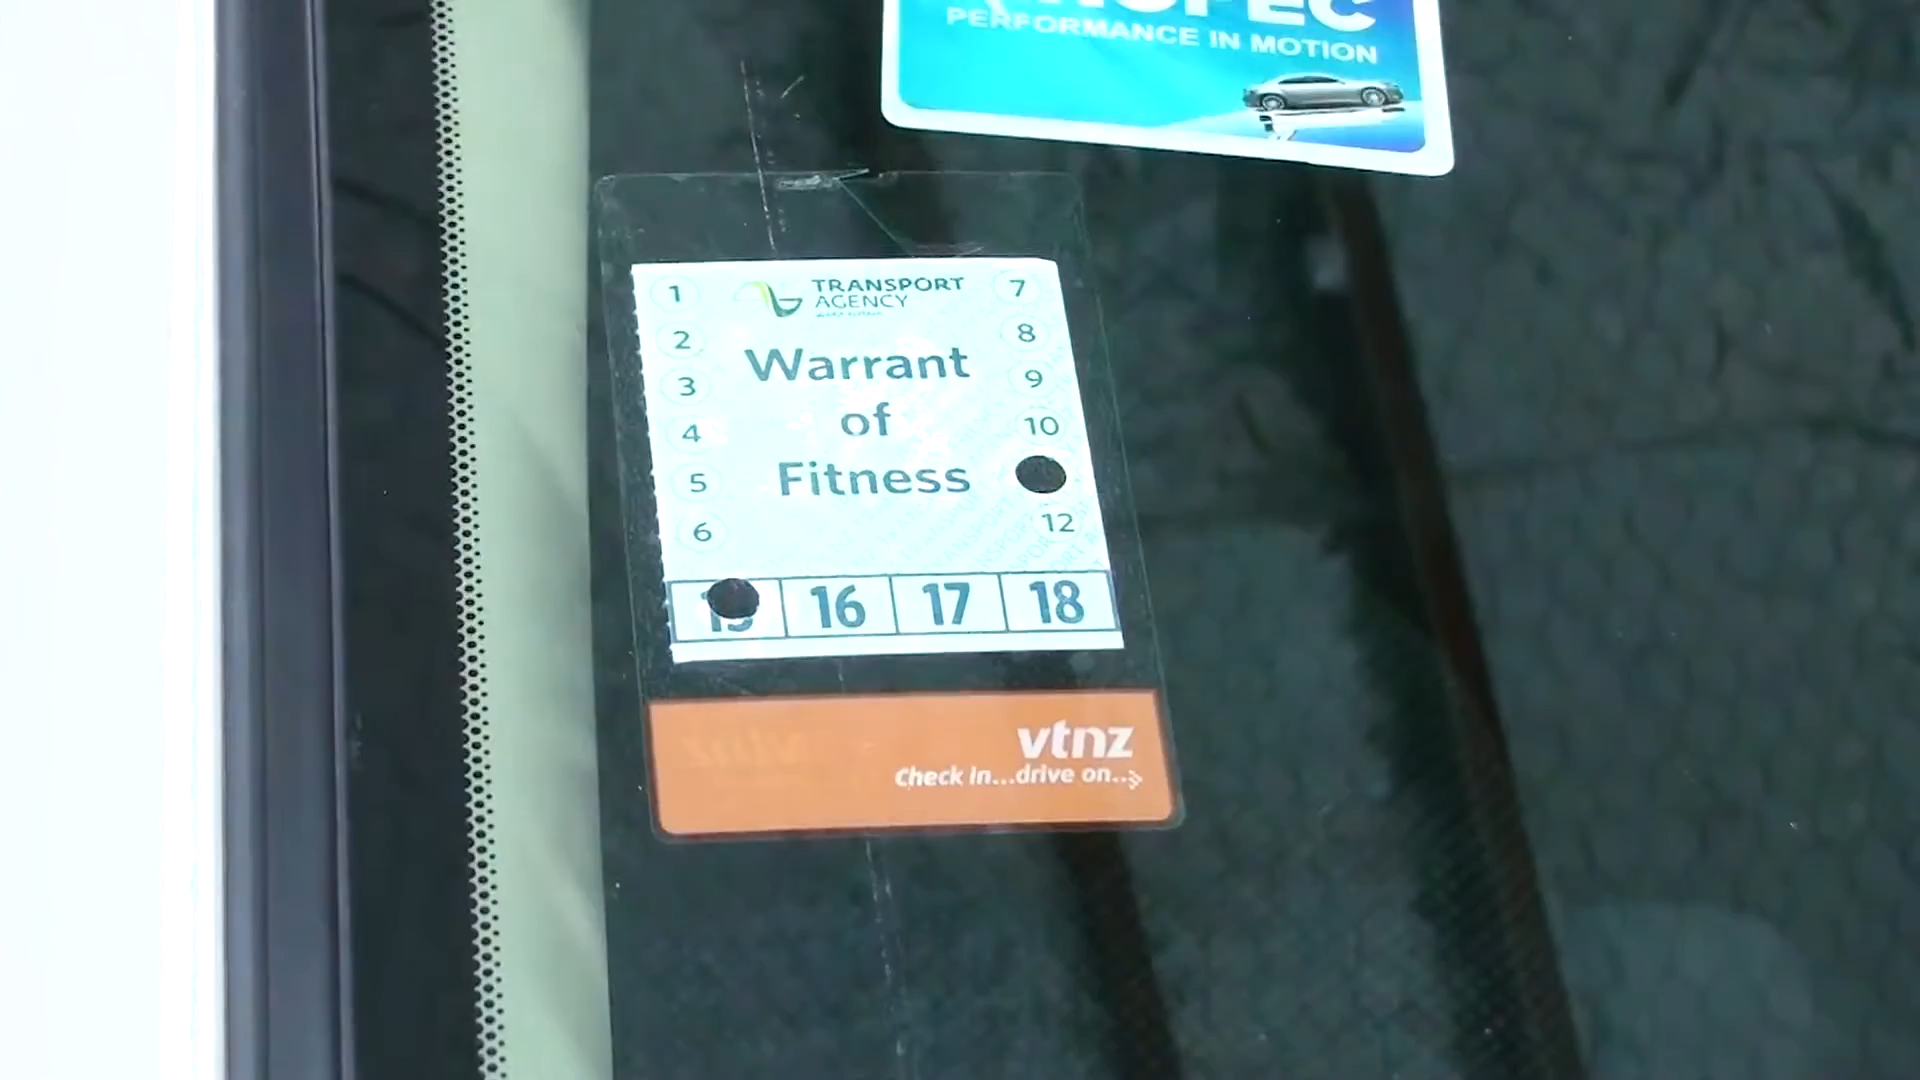 PERFORMANCE IN MOTION
TRANSPORT
AGENCY
1
2
3
4
5
6
7
8
9
10
12
Warrant
of
Fitness
15 16 17 18
vtnz
Check in...drive on...